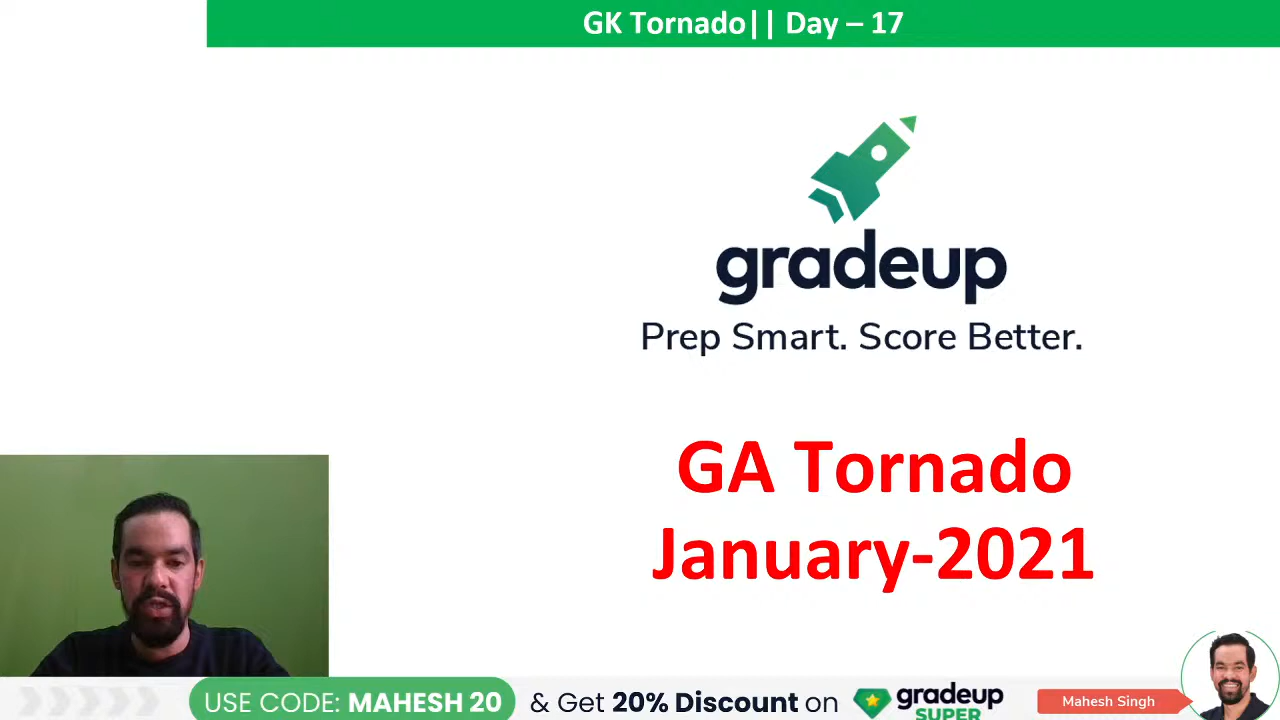 GK Tornado|| Day – 17
gradeup
Prep Smart. Score Better.
GA Tornado
January-2021
USE CODE: MAHESH 20 & Get 20% Discount on gradeup SUPER
Mahesh Singh